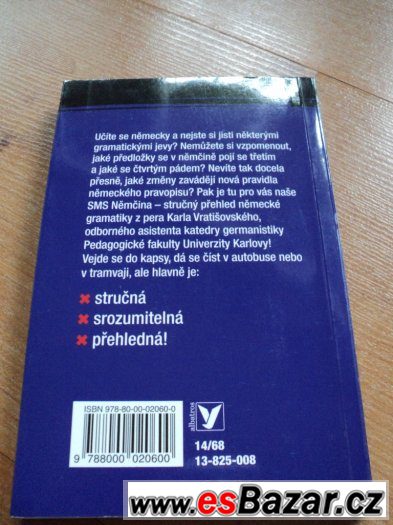 Učíte se německy a nejste si jisti některými
gramatickými jevy? Nemůžete si vzpomenout,
jaké předložky se v němčině pojí se třetím
a jaké se čtvrtým pádem? Nevíte tak docela
přesně, jaké změny zavádějí nová pravidla
německého pravopisu? Pak je tu pro vás naše
SMS Němčina – stručný přehled německé
gramatiky z pera Karla Vratišovského,
odborného asistenta katedry germanistiky
Pedagogické fakulty Univerzity Karlovy!
Vejde se do kapsy, dá se číst v autobuse nebo
v tramvaji, ale hlavně je:
stručná
srozumitelná
přehledná!
ISBN 978-80-00-02060-0
9 788000 020600
albatros
14/68
13-825-008
www.esBazar.cz